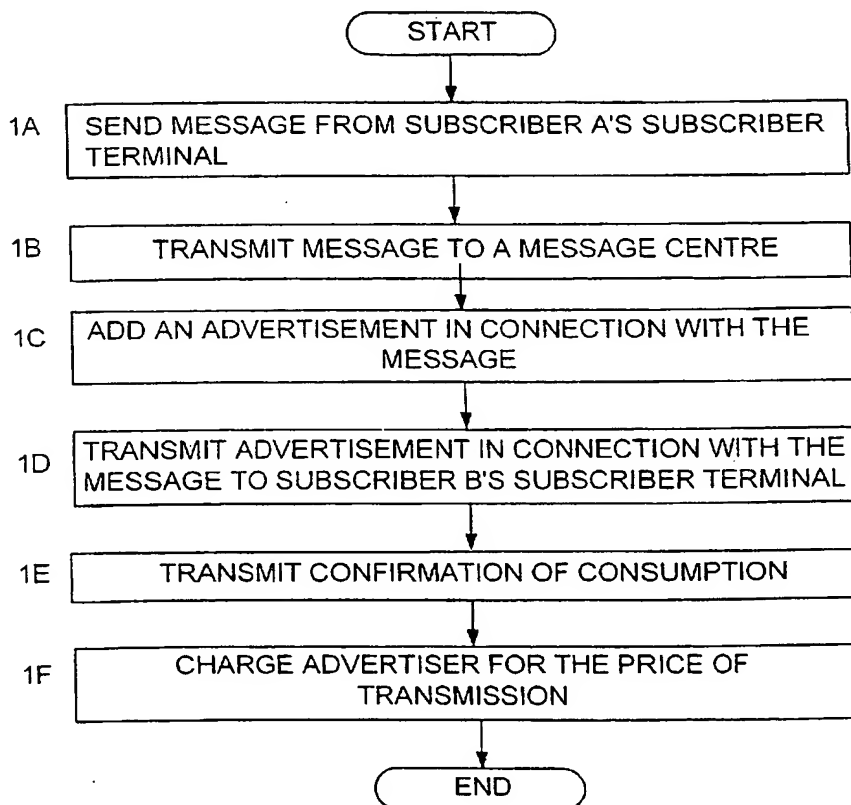 START
1A SEND MESSAGE FROM SUBSCRIBER A'S SUBSCRIBER
TERMINAL
1B TRANSMIT MESSAGE TO A MESSAGE CENTRE
1C ADD AN ADVERTISEMENT IN CONNECTION WITH THE
MESSAGE
1D TRANSMIT ADVERTISEMENT IN CONNECTION WITH THE
MESSAGE TO SUBSCRIBER B'S SUBSCRIBER TERMINAL
1E TRANSMIT CONFIRMATION OF CONSUMPTION
1F CHARGE ADVERTISER FOR THE PRICE OF
TRANSMISSION
END